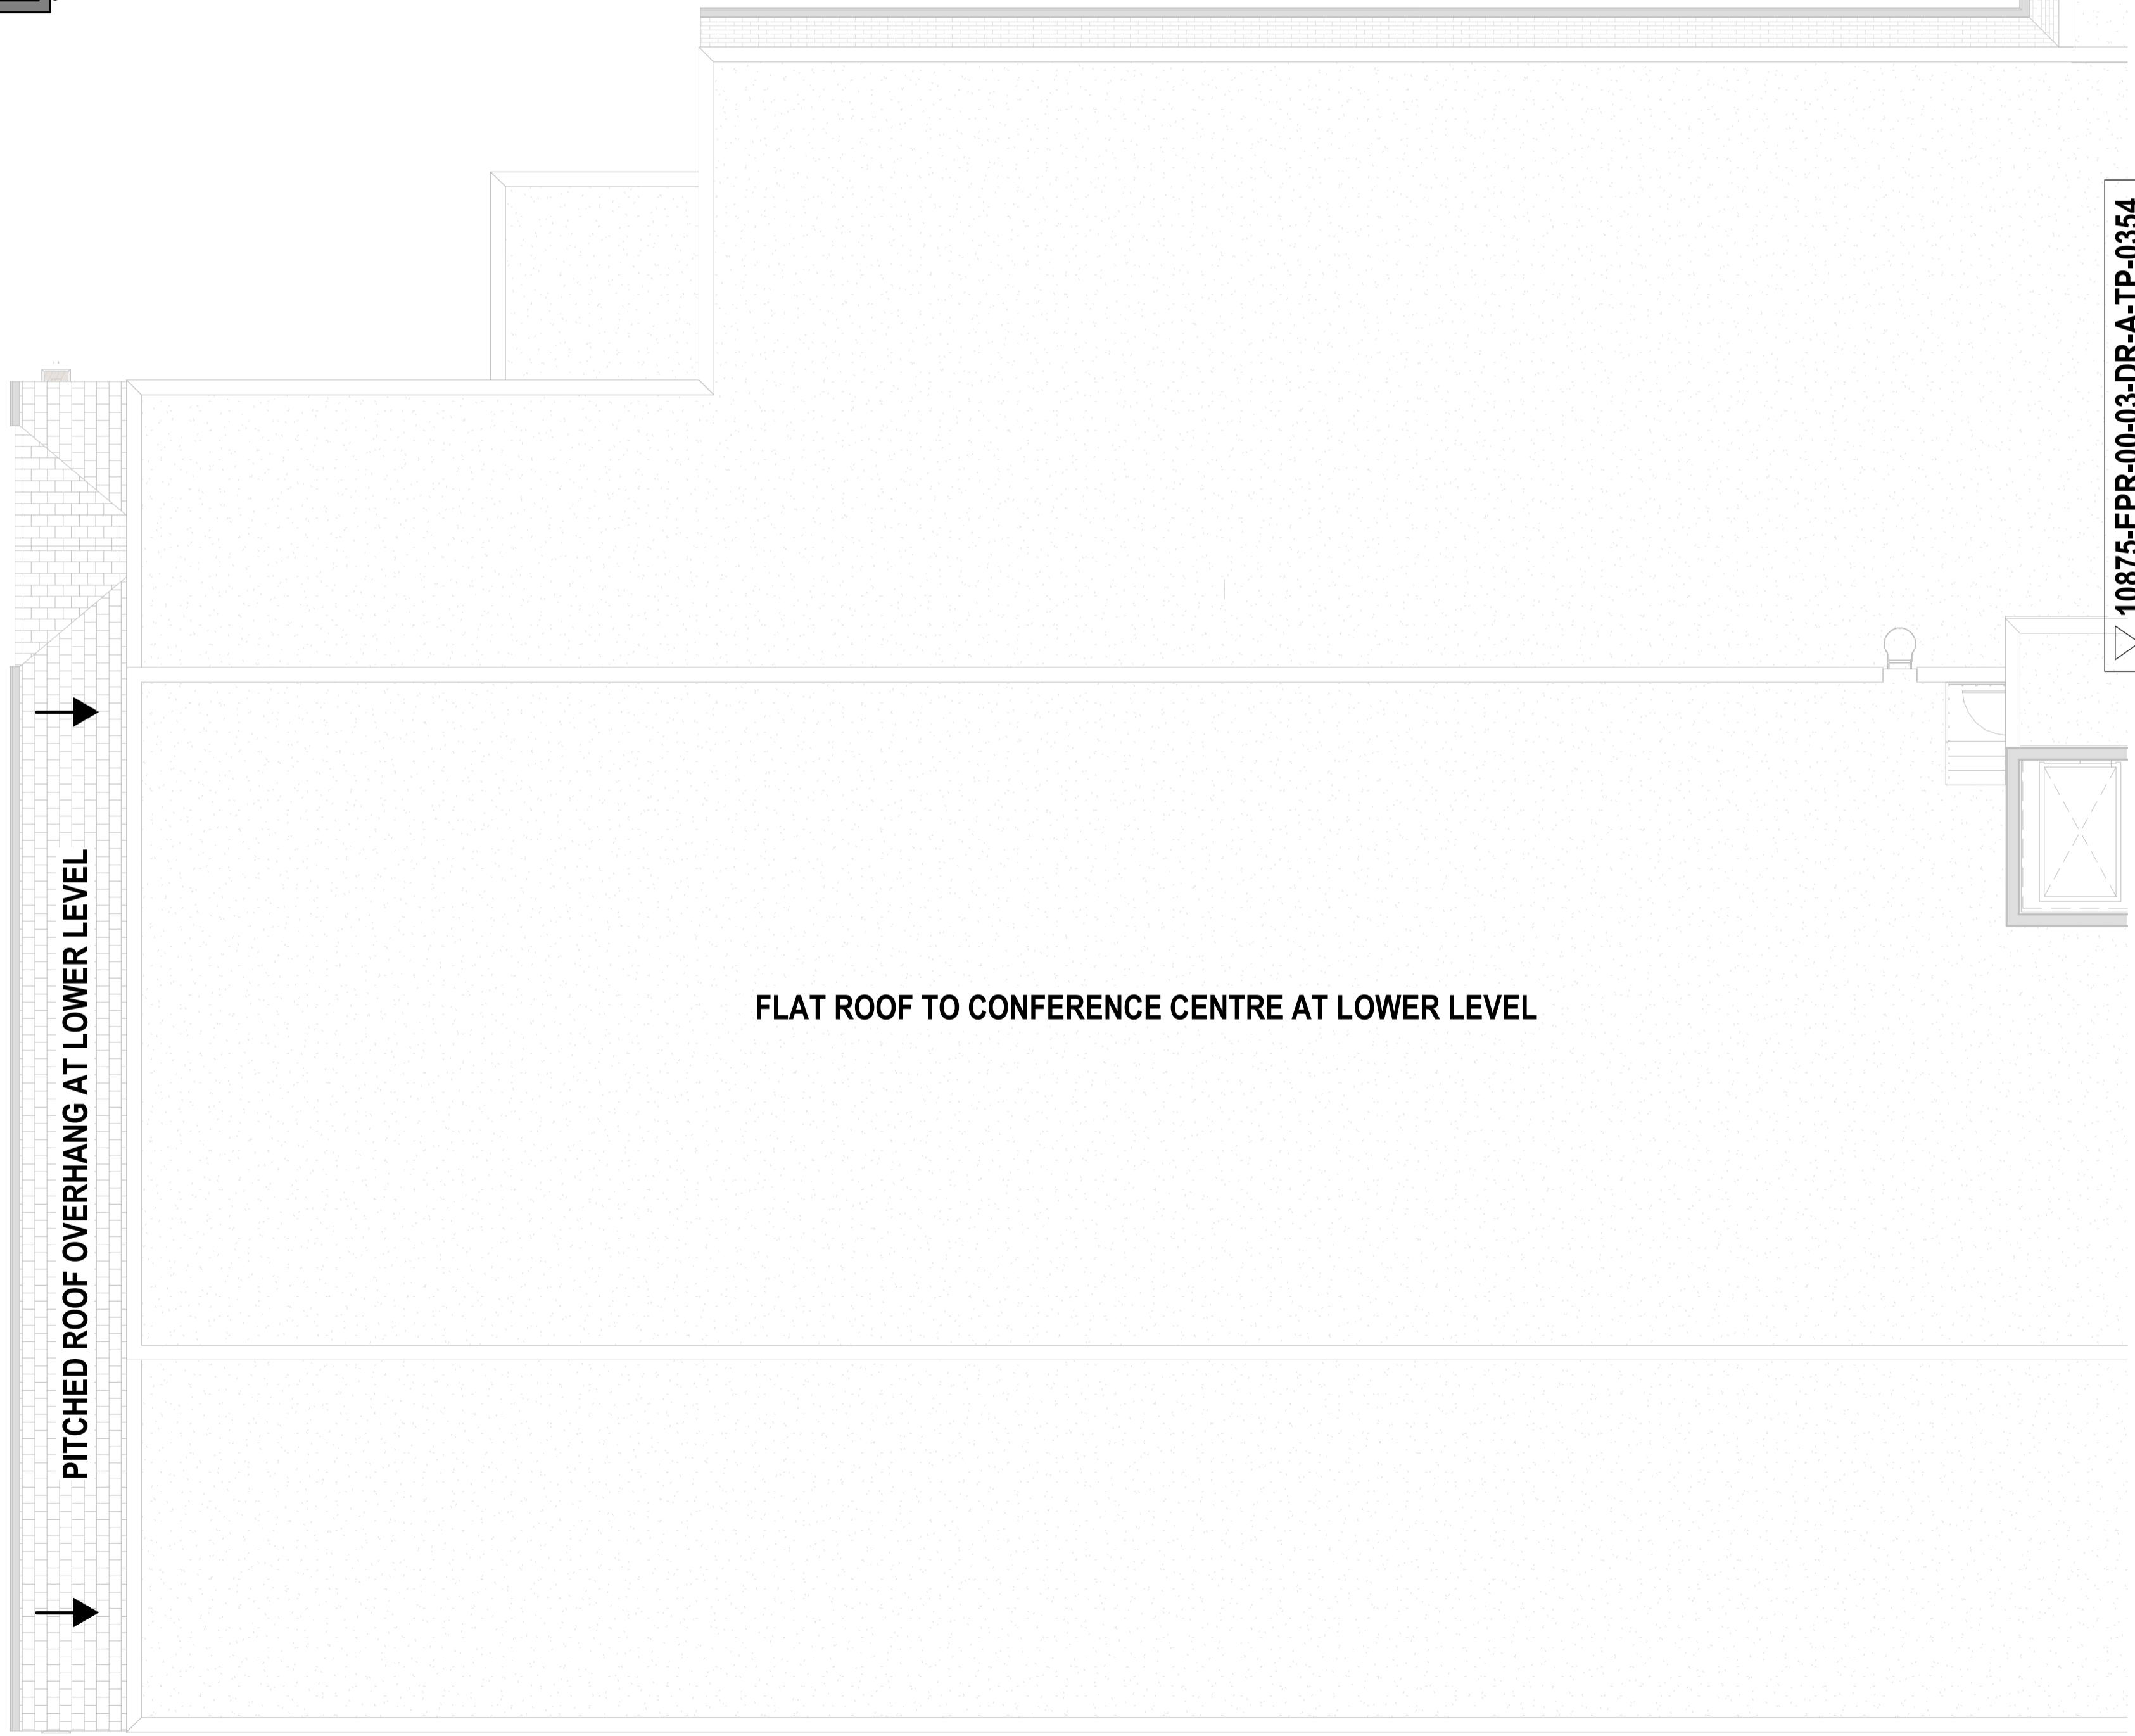 10875-EPR-00-03-DR-A-TP-0354
FLAT ROOF TO CONFERENCE CENTRE AT LOWER LEVEL
PITCHED ROOF OVERHANG AT LOWER LEVEL